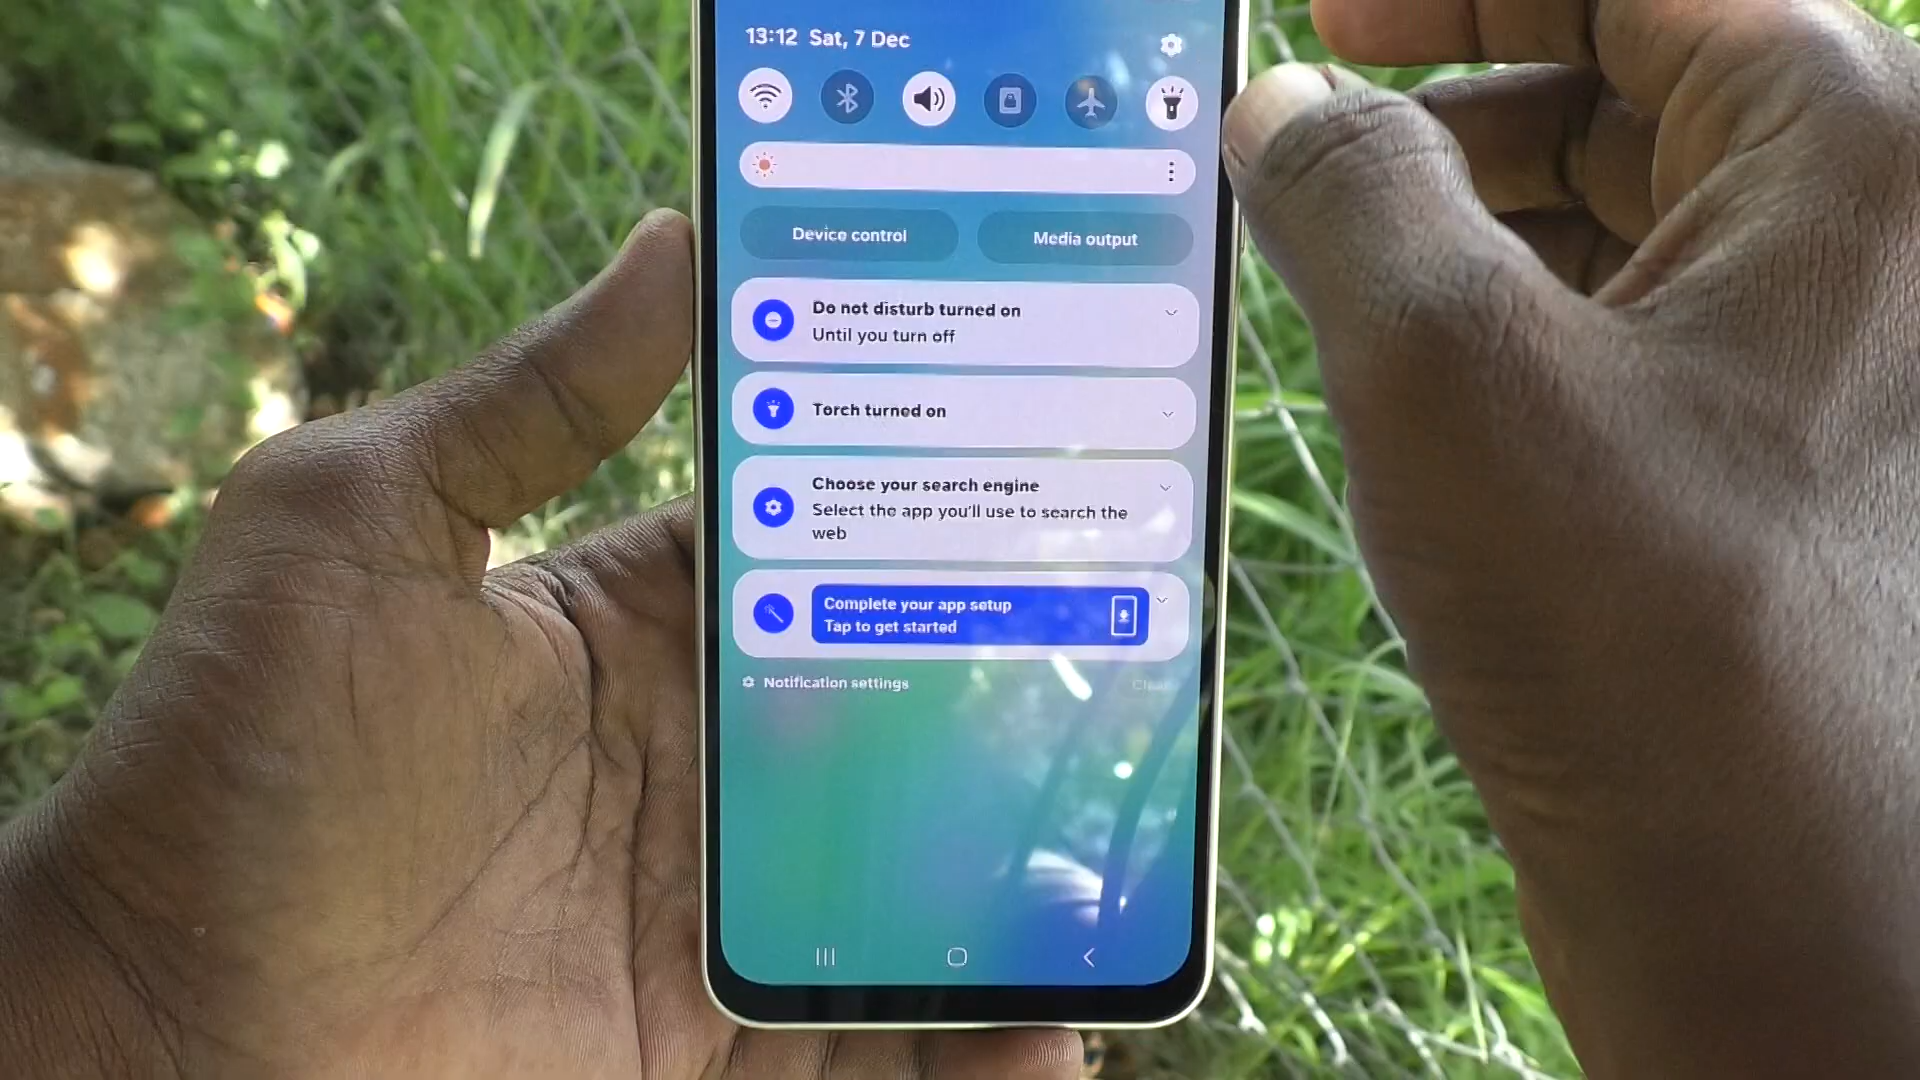 13:12 Sat, 7 Dec
Device control
Media output
Do not disturb turned on
Until you turn off
Torch turned on
Choose your search engine
Select the app you'll use to search the
web
Complete your app setup
Tap to get started
Notification settings
Clear